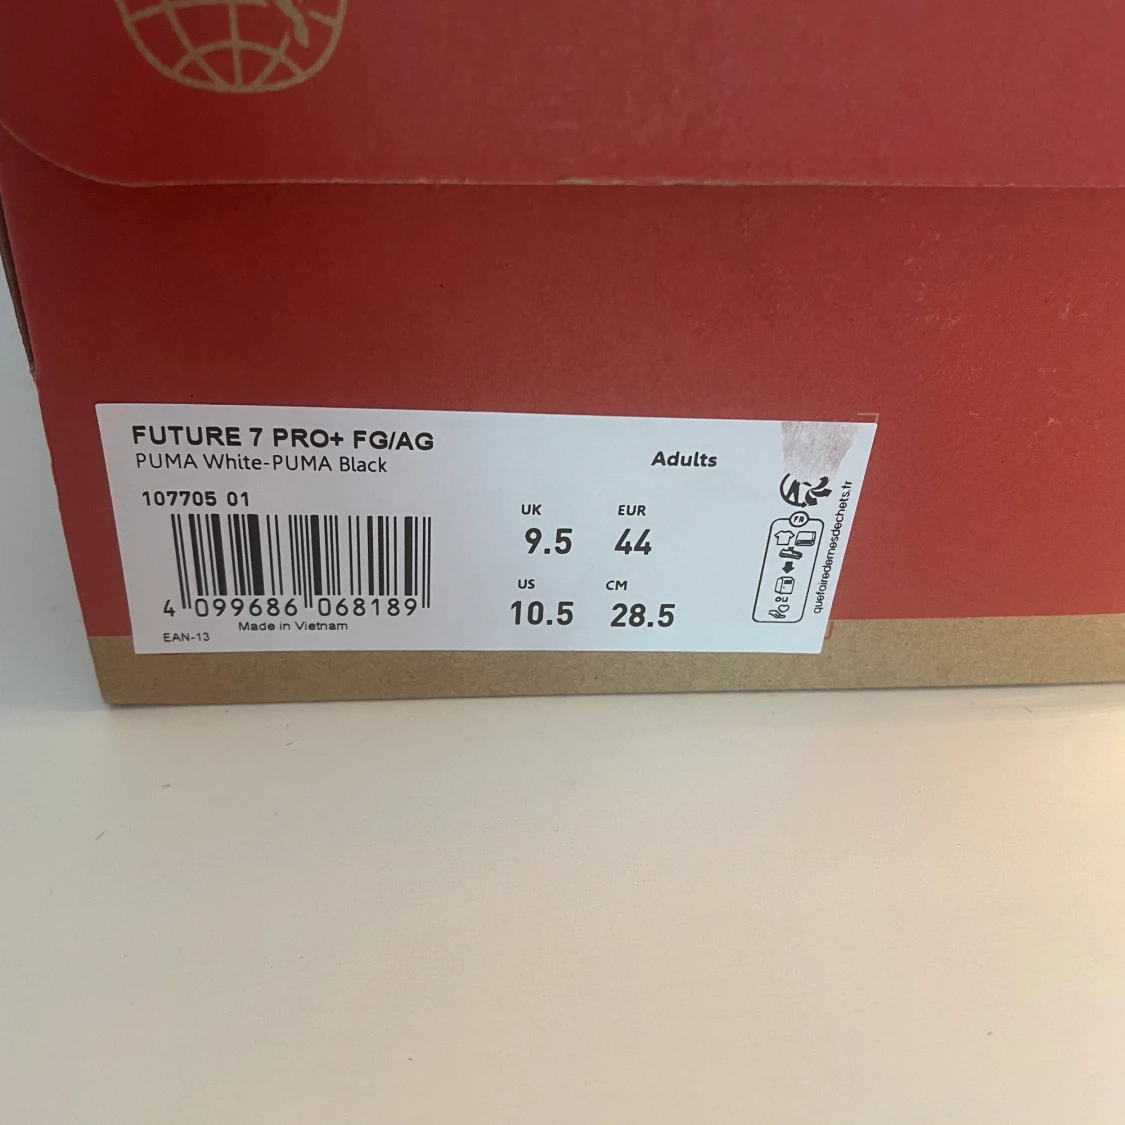 FUTURE 7 PRO+ FG/AG
PUMA White-PUMA Black
Adults
107705 01
UK
EUR
9.5
44
US
CM
10.5
28.5
4 099686 068189
Made in Vietnam
EAN-13
FR
quefairedemesdechets.fr